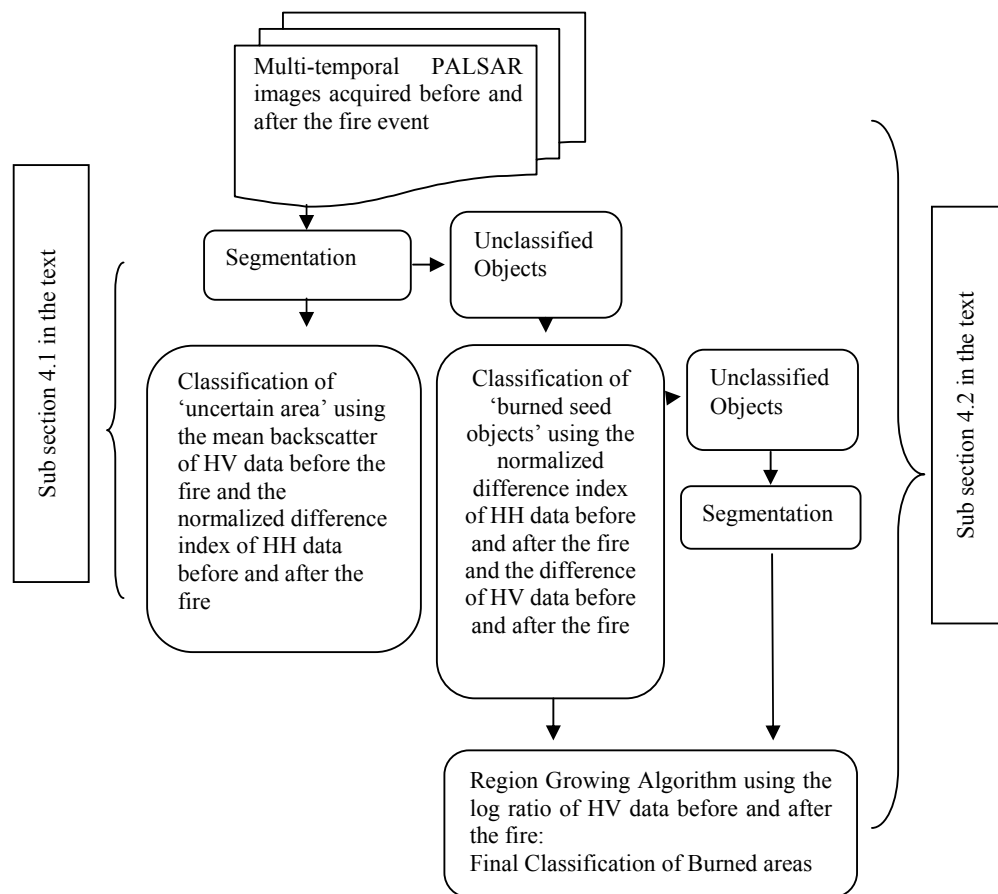 Multi-temporal PALSAR
images acquired before and
after the fire event
Sub section 4.1 in the text
Segmentation
Unclassified
Objects
Classification of
‘uncertain area’ using
the mean backscatter
of HV data before the
fire and the
normalized difference
index of HH data
before and after the
fire
Classification of
‘burned seed
objects’ using the
normalized
difference index
of HH data before
and after the fire
and the difference
of HV data before
and after the fire
Unclassified
Objects
Segmentation
Sub section 4.2 in the text
Region Growing Algorithm using the
log ratio of HV data before and after
the fire:
Final Classification of Burned areas